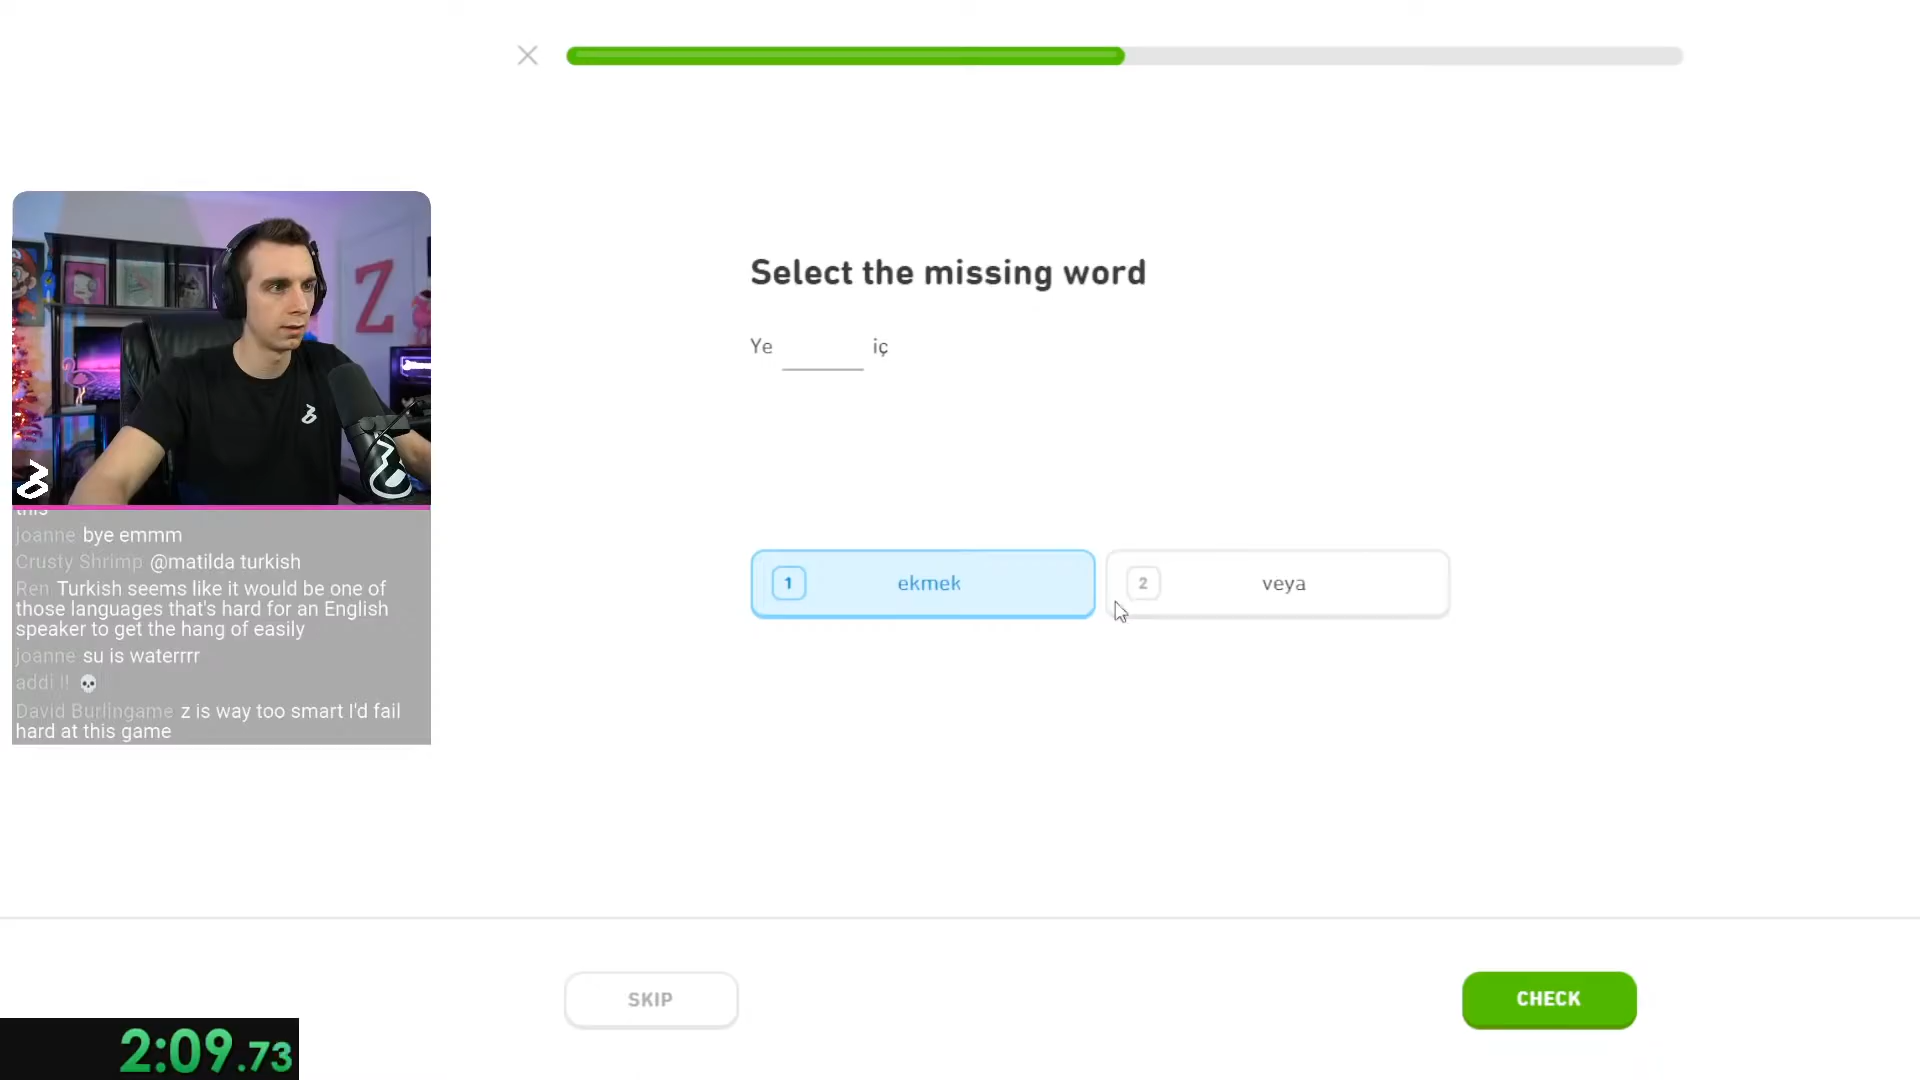 Select the missing word
Ye ______ iç
1 ekmek
2 veya
Z
this
joanne bye emmm
Crusty Shrimp @matilda turkish
Ren Turkish seems like it would be one of
those languages that's hard for an English
speaker to get the hang of easily
joanne su is waterrrr
addi !! 💀
David Burlingame z is way too smart I'd fail
hard at this game
SKIP
CHECK
2:09.73